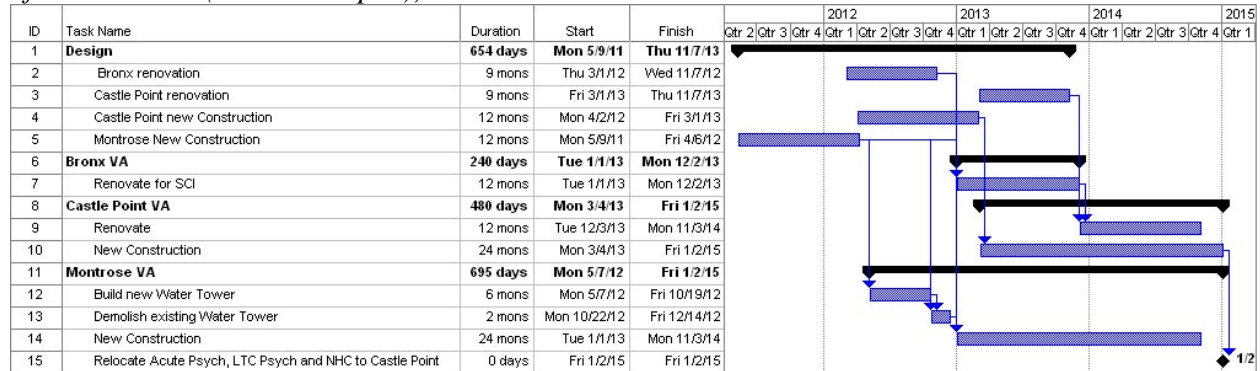 2012 2013 2014 2015
ID Task Name Duration Start Finish Qtr 2 Qtr 3 Qtr 4 Qtr 1 Qtr 2 Qtr 3 Qtr 4 Qtr 1 Qtr 2 Qtr 3 Qtr 4 Qtr 1 Qtr 2 Qtr 3 Qtr 4 Qtr 1
1 Design 654 days Mon 5/9/11 Thu 11/7/13
2 Bronx renovation 9 mons Thu 3/1/12 Wed 11/7/12
3 Castle Point renovation 9 mons Fri 3/1/13 Thu 11/7/13
4 Castle Point new Construction 12 mons Mon 4/2/12 Fri 3/1/13
5 Montrose New Construction 12 mons Mon 5/9/11 Fri 4/6/12
6 Bronx VA 240 days Tue 1/1/13 Mon 12/2/13
7 Renovate for SCI 12 mons Tue 1/1/13 Mon 12/2/13
8 Castle Point VA 480 days Mon 3/4/13 Fri 1/2/15
9 Renovate 12 mons Tue 12/3/13 Mon 11/3/14
10 New Construction 24 mons Mon 3/4/13 Fri 1/2/15
11 Montrose VA 695 days Mon 5/7/12 Fri 1/2/15
12 Build new Water Tower 6 mons Mon 5/7/12 Fri 10/19/12
13 Demolish existing Water Tower 2 mons Mon 10/22/12 Fri 12/14/12
14 New Construction 24 mons Tue 1/1/13 Mon 11/3/14
15 Relocate Acute Psych, LTC Psych and NHC to Castle Point 0 days Fri 1/2/15 Fri 1/2/15 1/2